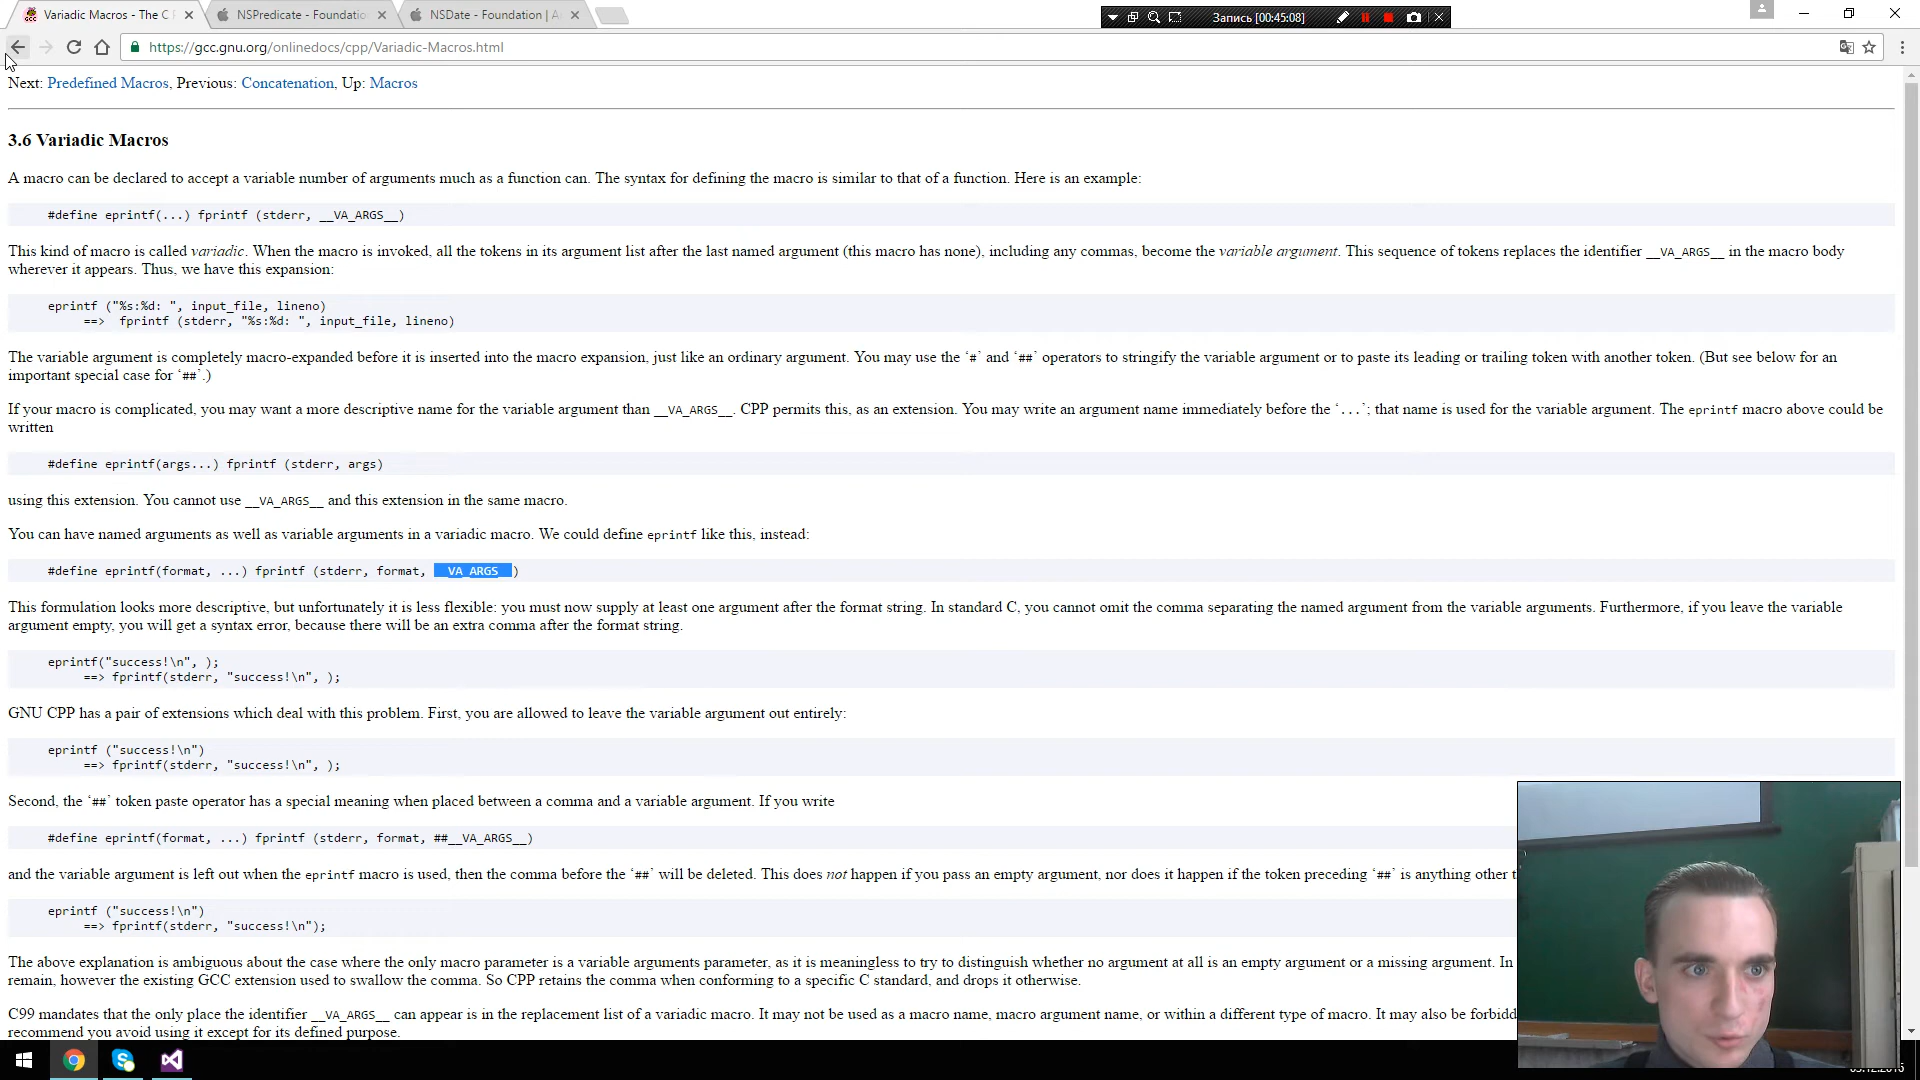 Variadic Macros - The C P
NSPredicate - Foundatio
NSDate - Foundation | A
Запись [00:45:08]
https://gcc.gnu.org/onlinedocs/cpp/Variadic-Macros.html
Next: Predefined Macros, Previous: Concatenation, Up: Macros
3.6 Variadic Macros
A macro can be declared to accept a variable number of arguments much as a function can. The syntax for defining the macro is similar to that of a function. Here is an example:
#define eprintf(...) fprintf (stderr, __VA_ARGS__)
This kind of macro is called variadic. When the macro is invoked, all the tokens in its argument list after the last named argument (this macro has none), including any commas, become the variable argument. This sequence of tokens replaces the identifier __VA_ARGS__ in the macro body
wherever it appears. Thus, we have this expansion:
eprintf ("%s:%d: ", input_file, lineno)
==> fprintf (stderr, "%s:%d: ", input_file, lineno)
The variable argument is completely macro-expanded before it is inserted into the macro expansion, just like an ordinary argument. You may use the ‘#’ and ‘##’ operators to stringify the variable argument or to paste its leading or trailing token with another token. (But see below for an
important special case for ‘##’.)
If your macro is complicated, you may want a more descriptive name for the variable argument than __VA_ARGS__. CPP permits this, as an extension. You may write an argument name immediately before the ‘...’; that name is used for the variable argument. The eprintf macro above could be
written
#define eprintf(args...) fprintf (stderr, args)
using this extension. You cannot use __VA_ARGS__ and this extension in the same macro.
You can have named arguments as well as variable arguments in a variadic macro. We could define eprintf like this, instead:
#define eprintf(format, ...) fprintf (stderr, format, __VA_ARGS__)
This formulation looks more descriptive, but unfortunately it is less flexible: you must now supply at least one argument after the format string. In standard C, you cannot omit the comma separating the named argument from the variable arguments. Furthermore, if you leave the variable
argument empty, you will get a syntax error, because there will be an extra comma after the format string.
eprintf("success!\n", );
==> fprintf(stderr, "success!\n", );
GNU CPP has a pair of extensions which deal with this problem. First, you are allowed to leave the variable argument out entirely:
eprintf ("success!\n")
==> fprintf(stderr, "success!\n", );
Second, the ‘##’ token paste operator has a special meaning when placed between a comma and a variable argument. If you write
#define eprintf(format, ...) fprintf (stderr, format, ##__VA_ARGS__)
and the variable argument is left out when the eprintf macro is used, then the comma before the ‘##’ will be deleted. This does not happen if you pass an empty argument, nor does it happen if the token preceding ‘##’ is anything other t
eprintf ("success!\n")
==> fprintf(stderr, "success!\n");
The above explanation is ambiguous about the case where the only macro parameter is a variable arguments parameter, as it is meaningless to try to distinguish whether no argument at all is an empty argument or a missing argument. In
remain, however the existing GCC extension used to swallow the comma. So CPP retains the comma when conforming to a specific C standard, and drops it otherwise.
C99 mandates that the only place the identifier __VA_ARGS__ can appear is in the replacement list of a variadic macro. It may not be used as a macro name, macro argument name, or within a different type of macro. It may also be forbidd
recommend you avoid using it except for its defined purpose.